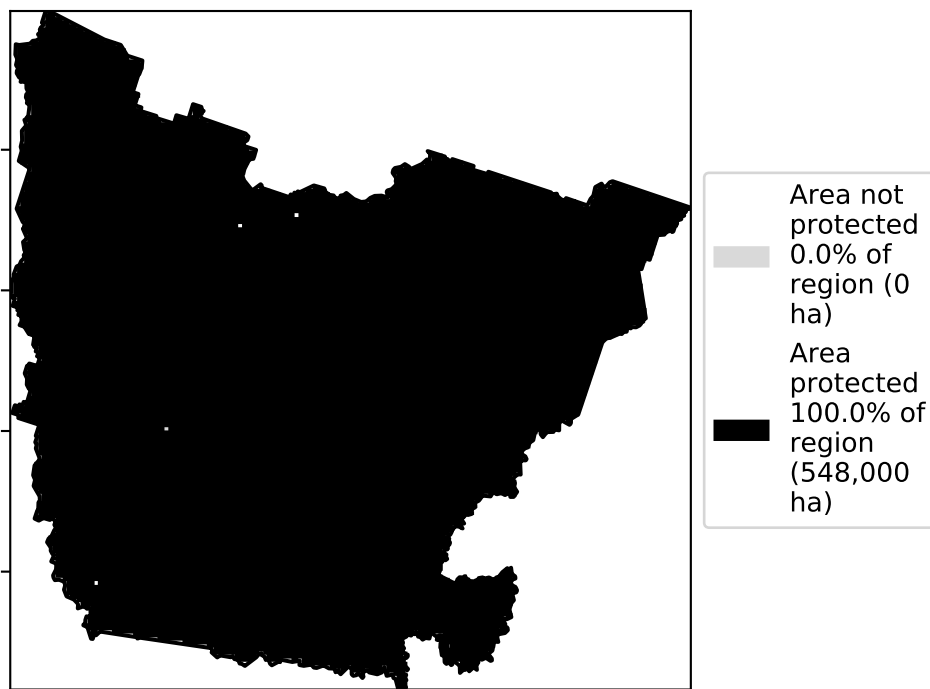 Area not
protected
0.0% of
region (0
ha)
Area
protected
100.0% of
region
(548,000
ha)